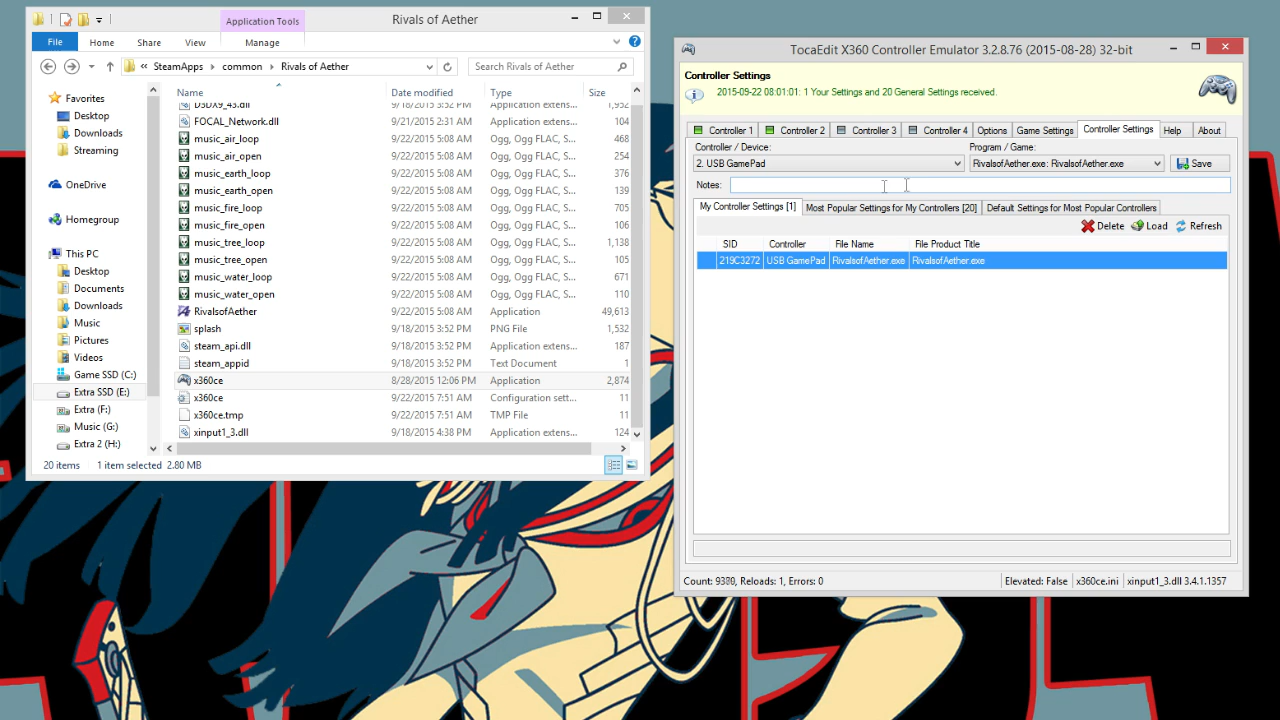 Application Tools
Rivals of Aether
File Home Share View Manage
SteamApps common Rivals of Aether
Search Rivals of Aether
Favorites
Desktop
Downloads
Streaming
OneDrive
Homegroup
This PC
Desktop
Documents
Downloads
Music
Pictures
Videos
Game SSD (C:)
Extra SSD (E:)
Extra (F:)
Music (G:)
Extra 2 (H:)
Name Date modified Type Size
D3DX9_43.dll 9/18/2015 3:52 PM Application extens... 1,952
FOCAL_Network.dll 9/21/2015 2:31 AM Application extens... 104
music_air_loop 9/22/2015 5:08 AM Ogg, Ogg FLAC, S... 468
music_air_open 9/22/2015 5:08 AM Ogg, Ogg FLAC, S... 254
music_earth_loop 9/22/2015 5:08 AM Ogg, Ogg FLAC, S... 376
music_earth_open 9/22/2015 5:08 AM Ogg, Ogg FLAC, S... 139
music_fire_loop 9/22/2015 5:08 AM Ogg, Ogg FLAC, S... 705
music_fire_open 9/22/2015 5:08 AM Ogg, Ogg FLAC, S... 106
music_tree_loop 9/22/2015 5:08 AM Ogg, Ogg FLAC, S... 1,138
music_tree_open 9/22/2015 5:08 AM Ogg, Ogg FLAC, S... 105
music_water_loop 9/22/2015 5:08 AM Ogg, Ogg FLAC, S... 671
music_water_open 9/22/2015 5:08 AM Ogg, Ogg FLAC, S... 110
RivalsofAether 9/22/2015 5:08 AM Application 49,613
splash 9/18/2015 3:52 PM PNG File 1,532
steam_api.dll 9/18/2015 3:52 PM Application extens... 187
steam_appid 9/18/2015 3:52 PM Text Document 1
x360ce 8/28/2015 12:06 PM Application 2,874
x360ce 9/22/2015 7:51 AM Configuration sett... 11
x360ce.tmp 9/22/2015 7:51 AM TMP File 11
xinput1_3.dll 9/18/2015 4:38 PM Application extens... 124
20 items 1 item selected 2.80 MB
TocaEdit X360 Controller Emulator 3.2.8.76 (2015-08-28) 32-bit
Controller Settings
2015-09-22 08:01:01: 1 Your Settings and 20 General Settings received.
Controller 1 Controller 2 Controller 3 Controller 4 Options Game Settings Controller Settings Help About
Controller / Device: Program / Game:
2. USB GamePad RivalsofAether.exe: RivalsofAether.exe Save
Notes:
My Controller Settings [1] Most Popular Settings for My Controllers [20] Default Settings for Most Popular Controllers
Delete Load Refresh
SID Controller File Name File Product Title
219C3272 USB GamePad RivalsofAether.exe RivalsofAether.exe
Elevated: False x360ce.ini xinput1_3.dll 3.4.1.1357